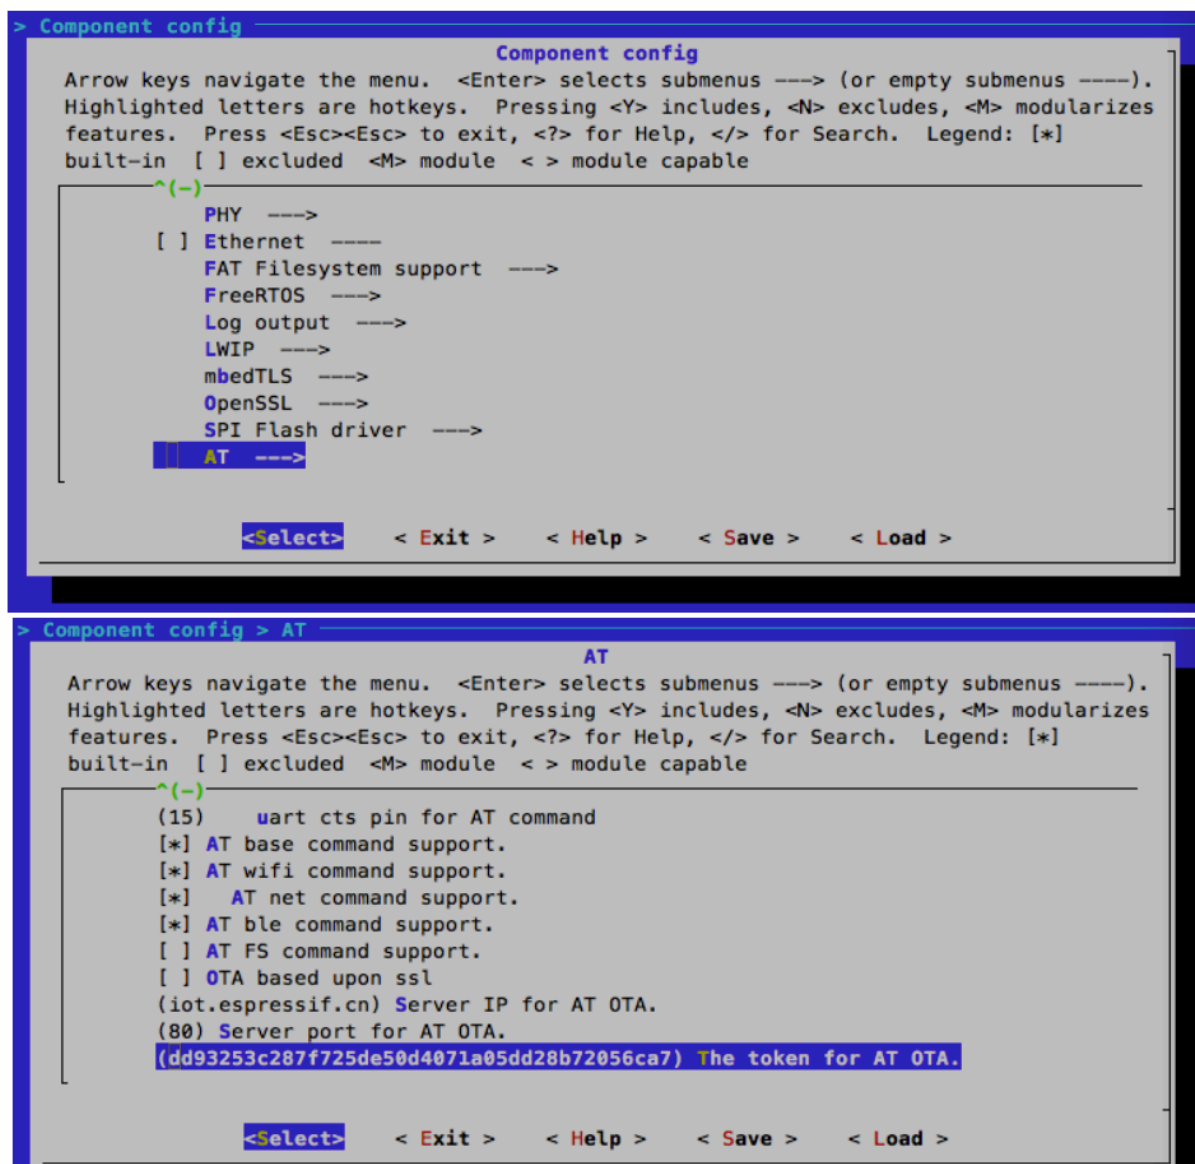 > Component config
Component config
Arrow keys navigate the menu.  <Enter> selects submenus ---> (or empty submenus ----).
Highlighted letters are hotkeys.  Pressing <Y> includes, <N> excludes, <M> modularizes
features.  Press <Esc><Esc> to exit, <?> for Help, </> for Search.  Legend: [*]
built-in  [ ] excluded  <M> module  < > module capable
^(-)
PHY  --->
[ ] Ethernet  ----
FAT Filesystem support  --->
FreeRTOS  --->
Log output  --->
LWIP  --->
mbedTLS  --->
OpenSSL  --->
SPI Flash driver  --->
AT  --->
<Select>    < Exit >    < Help >    < Save >    < Load >
> Component config > AT
AT
Arrow keys navigate the menu.  <Enter> selects submenus ---> (or empty submenus ----).
Highlighted letters are hotkeys.  Pressing <Y> includes, <N> excludes, <M> modularizes
features.  Press <Esc><Esc> to exit, <?> for Help, </> for Search.  Legend: [*]
built-in  [ ] excluded  <M> module  < > module capable
^(-)
(15)    uart cts pin for AT command
[*] AT base command support.
[*] AT wifi command support.
[*]   AT net command support.
[*] AT ble command support.
[ ] AT FS command support.
[ ] OTA based upon ssl
(iot.espressif.cn) Server IP for AT OTA.
(80) Server port for AT OTA.
(dd93253c287f725de50d4071a05dd28b72056ca7) The token for AT OTA.
<Select>    < Exit >    < Help >    < Save >    < Load >